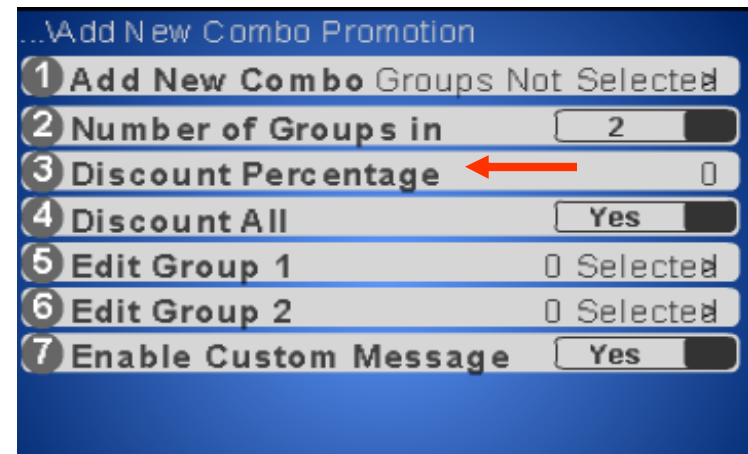 ...\Add New Combo Promotion
1 Add New Combo Groups Not Selected
2 Number of Groups in 2
3 Discount Percentage 0
4 Discount All Yes
5 Edit Group 1 0 Selected
6 Edit Group 2 0 Selected
7 Enable Custom Message Yes